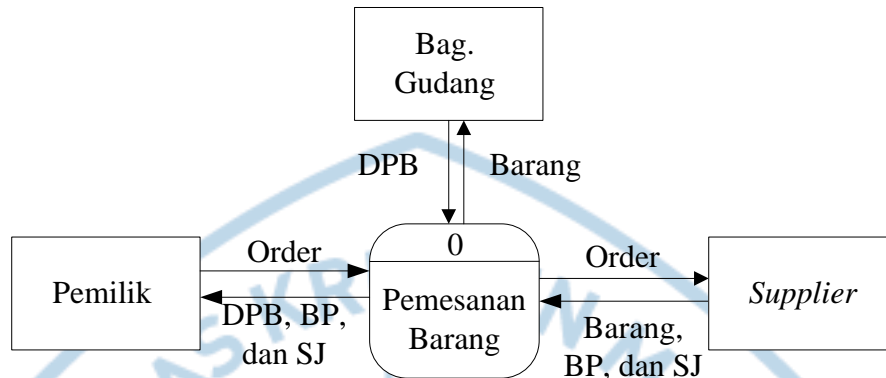 Bag.
Gudang
DPB
Barang
0
Pemilik
Order
Pemesanan
Barang
Order
Supplier
DPB, BP,
dan SJ
Barang,
BP, dan SJ